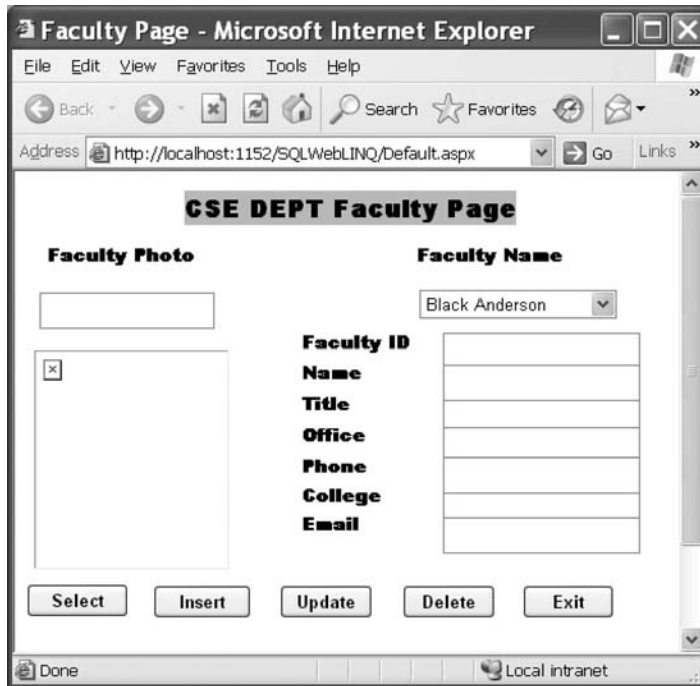 Faculty Page - Microsoft Internet Explorer
File Edit View Favorites Tools Help
Back Search Favorites »
Address http://localhost:1152/SQLWebLINQ/Default.aspx Go Links »
CSE DEPT Faculty Page
Faculty Photo Faculty Name
Black Anderson
Faculty ID
Name
Title
Office
Phone
College
Email
Select Insert Update Delete Exit
Done Local intranet